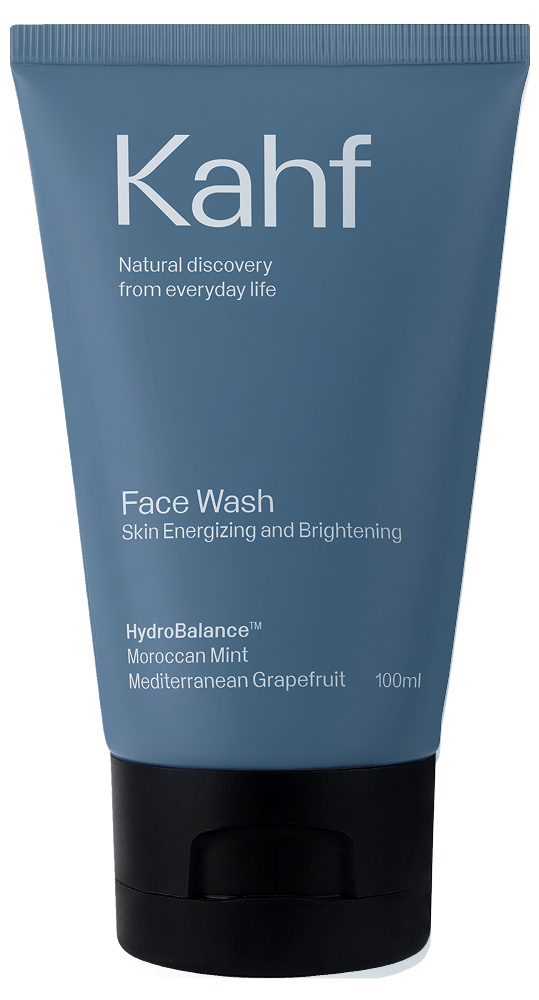 Kahf
Natural discovery
from everyday life
Face Wash
Skin Energizing and Brightening
HydroBalance™
Moroccan Mint
Mediterranean Grapefruit 100ml